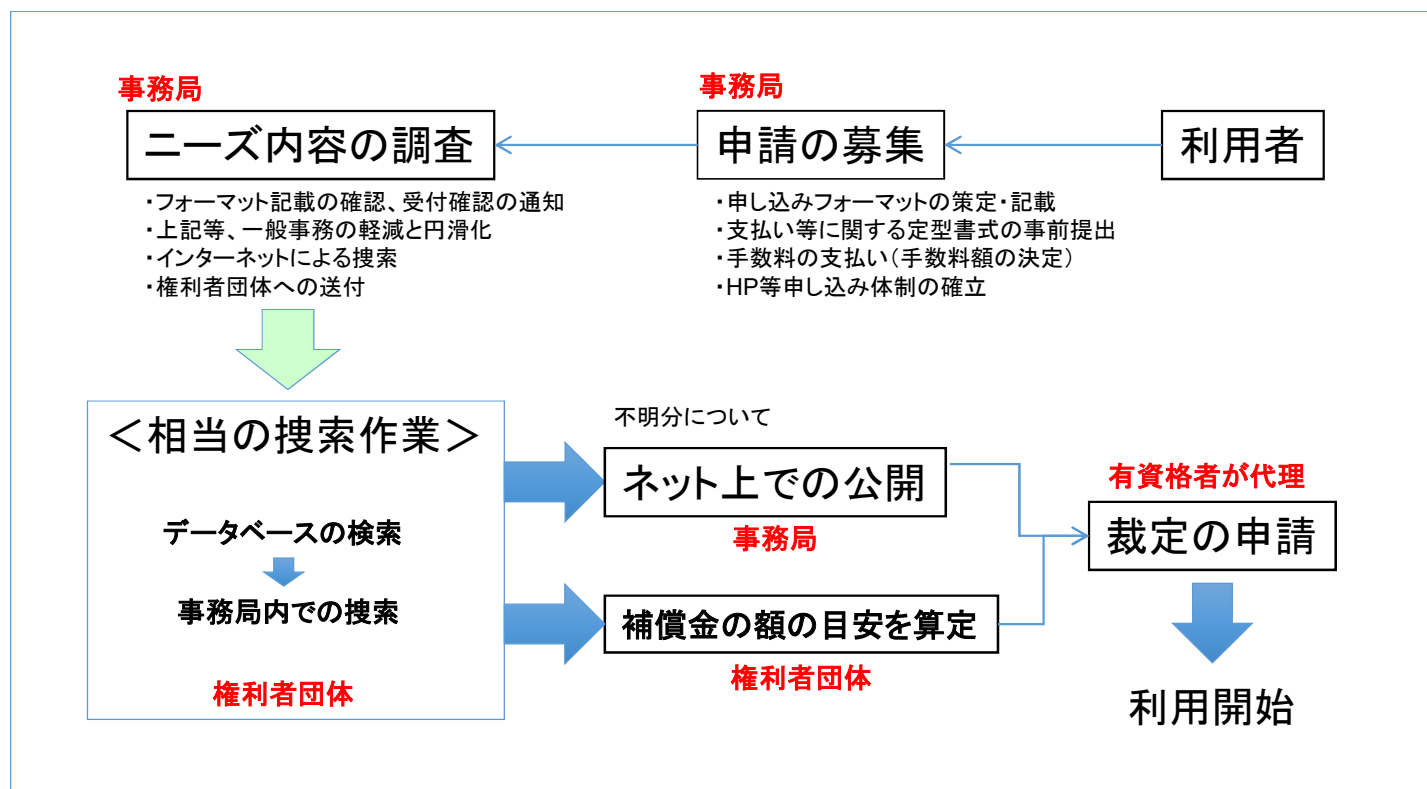 事務局
ニーズ内容の調査
・フォーマット記載の確認、受付確認の通知
・上記等、一般事務の軽減と円滑化
・インターネットによる捜索
・権利者団体への送付
事務局
申請の募集
・申し込みフォーマットの策定・記載
・支払い等に関する定型書式の事前提出
・手数料の支払い(手数料額の決定)
・HP等申し込み体制の確立
利用者
<相当の捜索作業>
データベースの検索
事務局内での捜索
権利者団体
不明分について
ネット上での公開
事務局
補償金の額の目安を算定
権利者団体
有資格者が代理
裁定の申請
利用開始